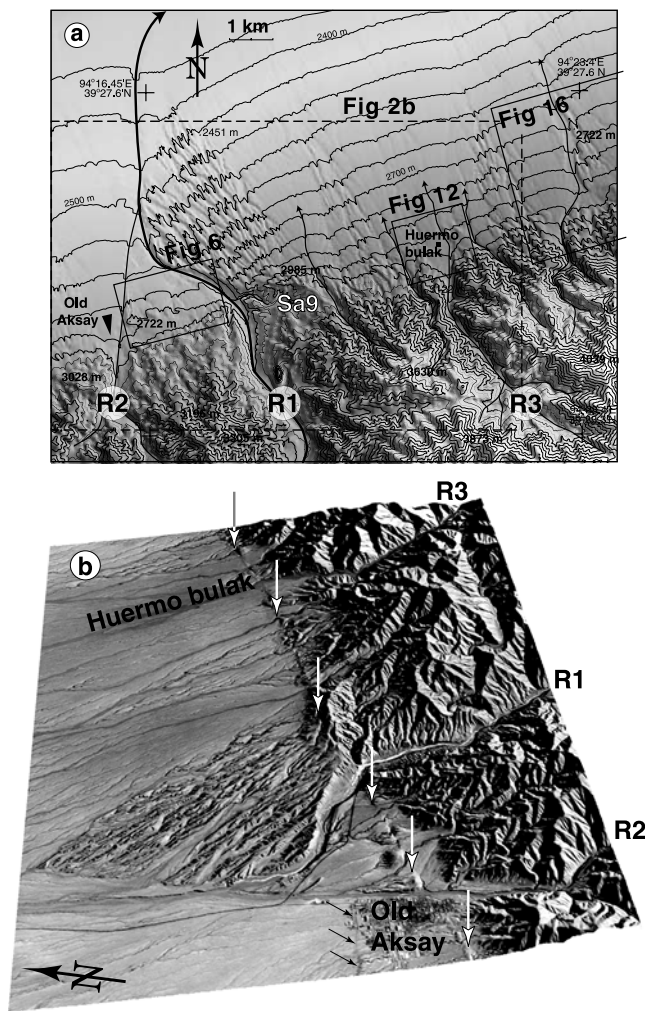 a
N
1 km
2400 m
94°16.45'E
39°27.6'N
94°23.4'E
39°27.6 N
Fig 2b
Fig 16
2451 m
2722 m
2700 m
2500 m
Fig 12
Fig 6
Huermo
bulak
2985 m
Sa9
Old
Aksay
2722 m
3028 m
3630 m
R2
R1
R3
R3
b
Huermo bulak
R1
R2
Old
Aksay
N